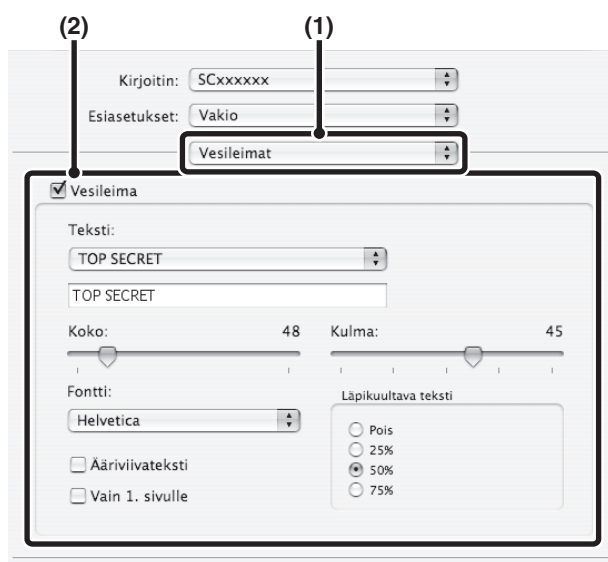 (2) (1)
Kirjoitin: SCxxxxxx
Esiasetukset: Vakio
Vesileimat
Vesileima
Teksti:
TOP SECRET
TOP SECRET
Koko: 48 Kulma: 45
Fontti: Läpikuultava teksti
Helvetica
Pois
25%
Ääriviivateksti 50%
Vain 1. sivulle 75%